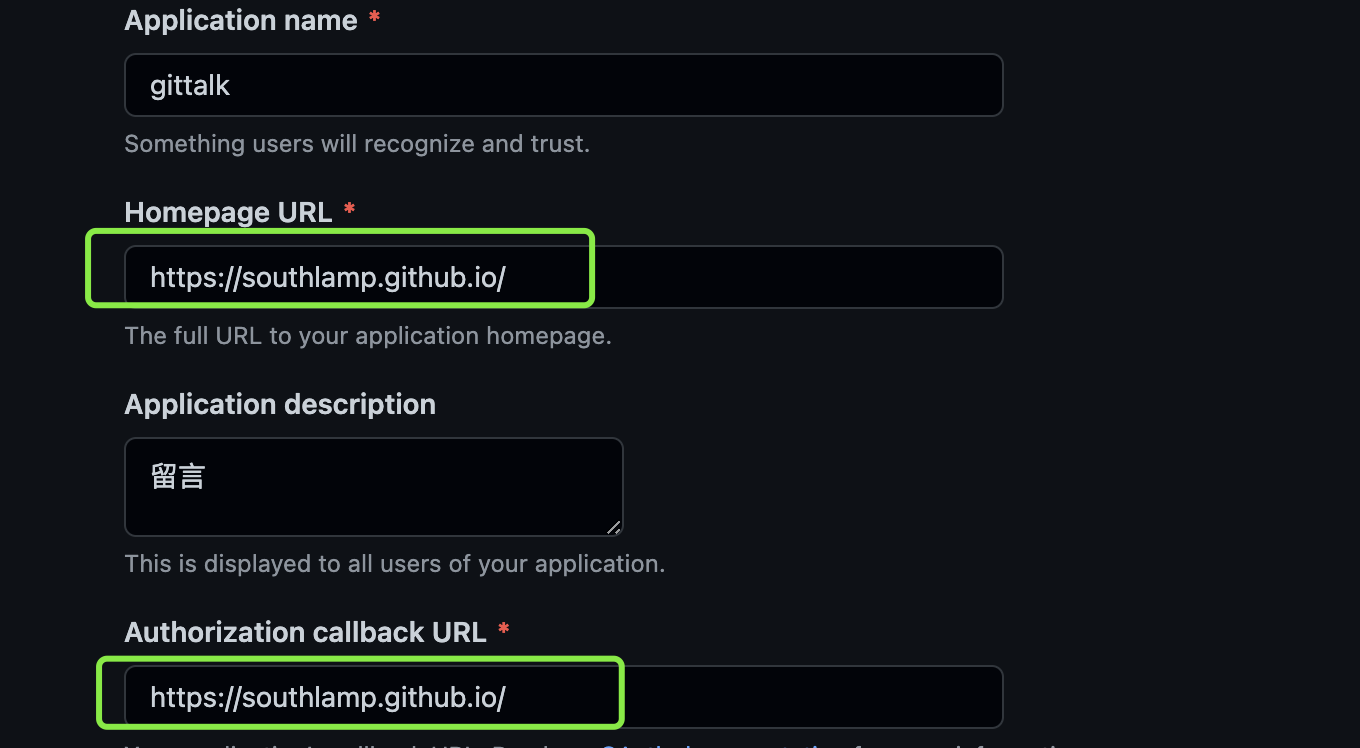 Application name *
gittalk
Something users will recognize and trust.
Homepage URL *
https://southlamp.github.io/
The full URL to your application homepage.
Application description
留言
This is displayed to all users of your application.
Authorization callback URL *
https://southlamp.github.io/